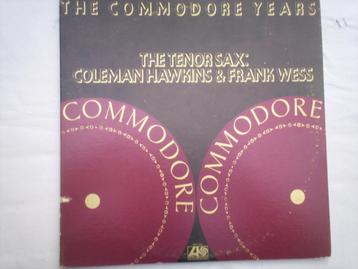 THE COMMODORE YEARS
THE TENOR SAX:
COLEMAN HAWKINS & FRANK WESS
COMMODORE
COMMODORE